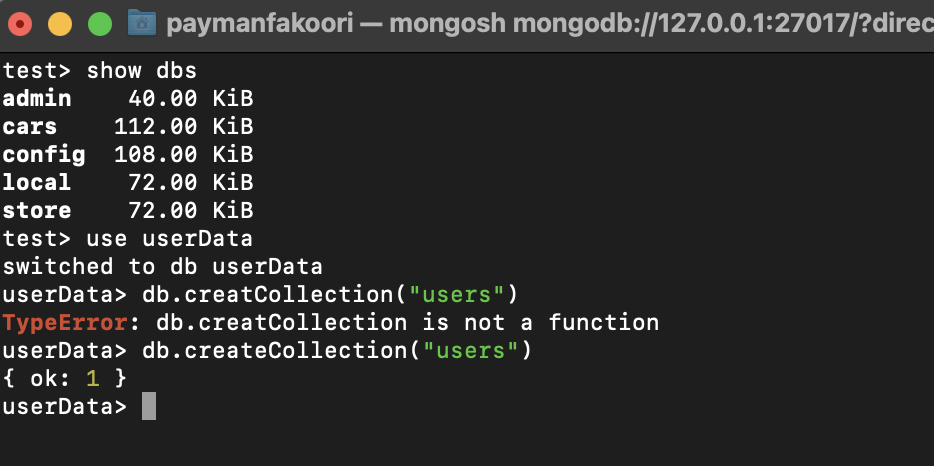 paymanfakoori — mongosh mongodb://127.0.0.1:27017/?direc
test> show dbs
admin    40.00 KiB
cars    112.00 KiB
config  108.00 KiB
local    72.00 KiB
store    72.00 KiB
test> use userData
switched to db userData
userData> db.creatCollection("users")
TypeError: db.creatCollection is not a function
userData> db.createCollection("users")
{ ok: 1 }
userData>